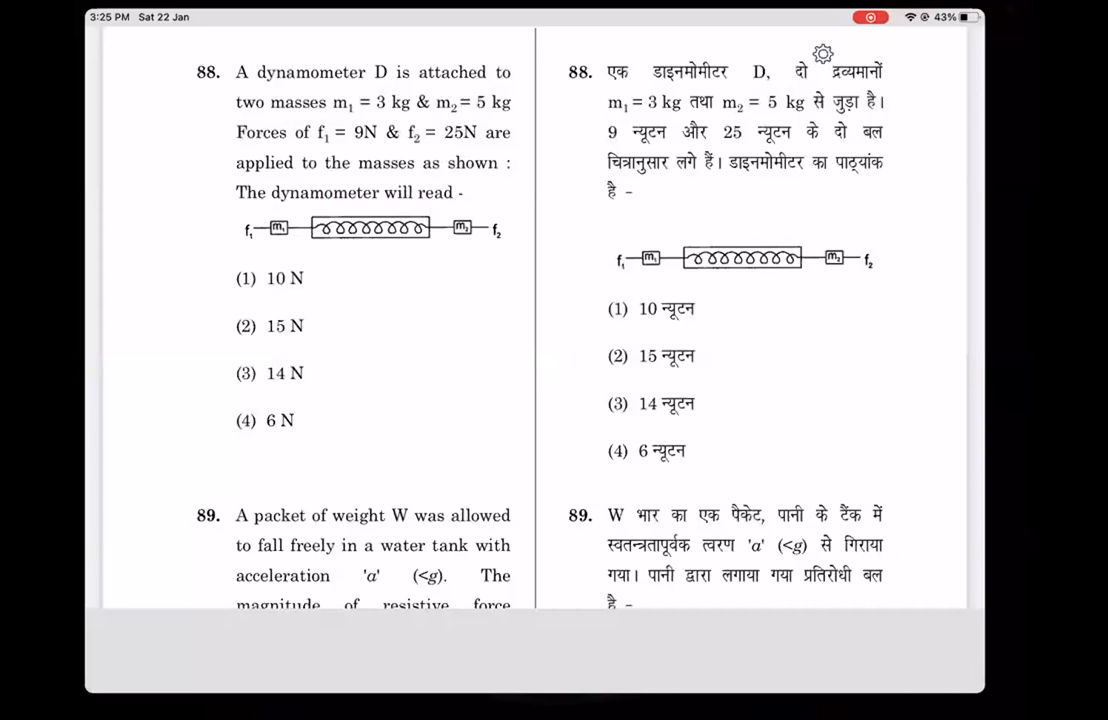 3:25 PM Sat 22 Jan
43%
88. A dynamometer D is attached to
two masses m₁ = 3 kg & m₂ = 5 kg
Forces of f₁ = 9N & f₂ = 25N are
applied to the masses as shown :
The dynamometer will read -
f₁ m₁ m₂ f₂
(1) 10 N
(2) 15 N
(3) 14 N
(4) 6 N
89. A packet of weight W was allowed
to fall freely in a water tank with
acceleration 'a' (<g). The
magnitude of resistive force
88. एक डाइनमोमीटर D, दो द्रव्यमानों
m₁ = 3 kg तथा m₂ = 5 kg से जुड़ा है।
9 न्यूटन और 25 न्यूटन के दो बल
चित्रानुसार लगे हैं। डाइनमोमीटर का पाठ्यांक
है -
f₁ m₁ m₂ f₂
(1) 10 न्यूटन
(2) 15 न्यूटन
(3) 14 न्यूटन
(4) 6 न्यूटन
89. W भार का एक पैकेट, पानी के टैंक में
स्वतन्त्रतापूर्वक त्वरण 'a' (<g) से गिराया
गया। पानी द्वारा लगाया गया प्रतिरोधी बल
है -